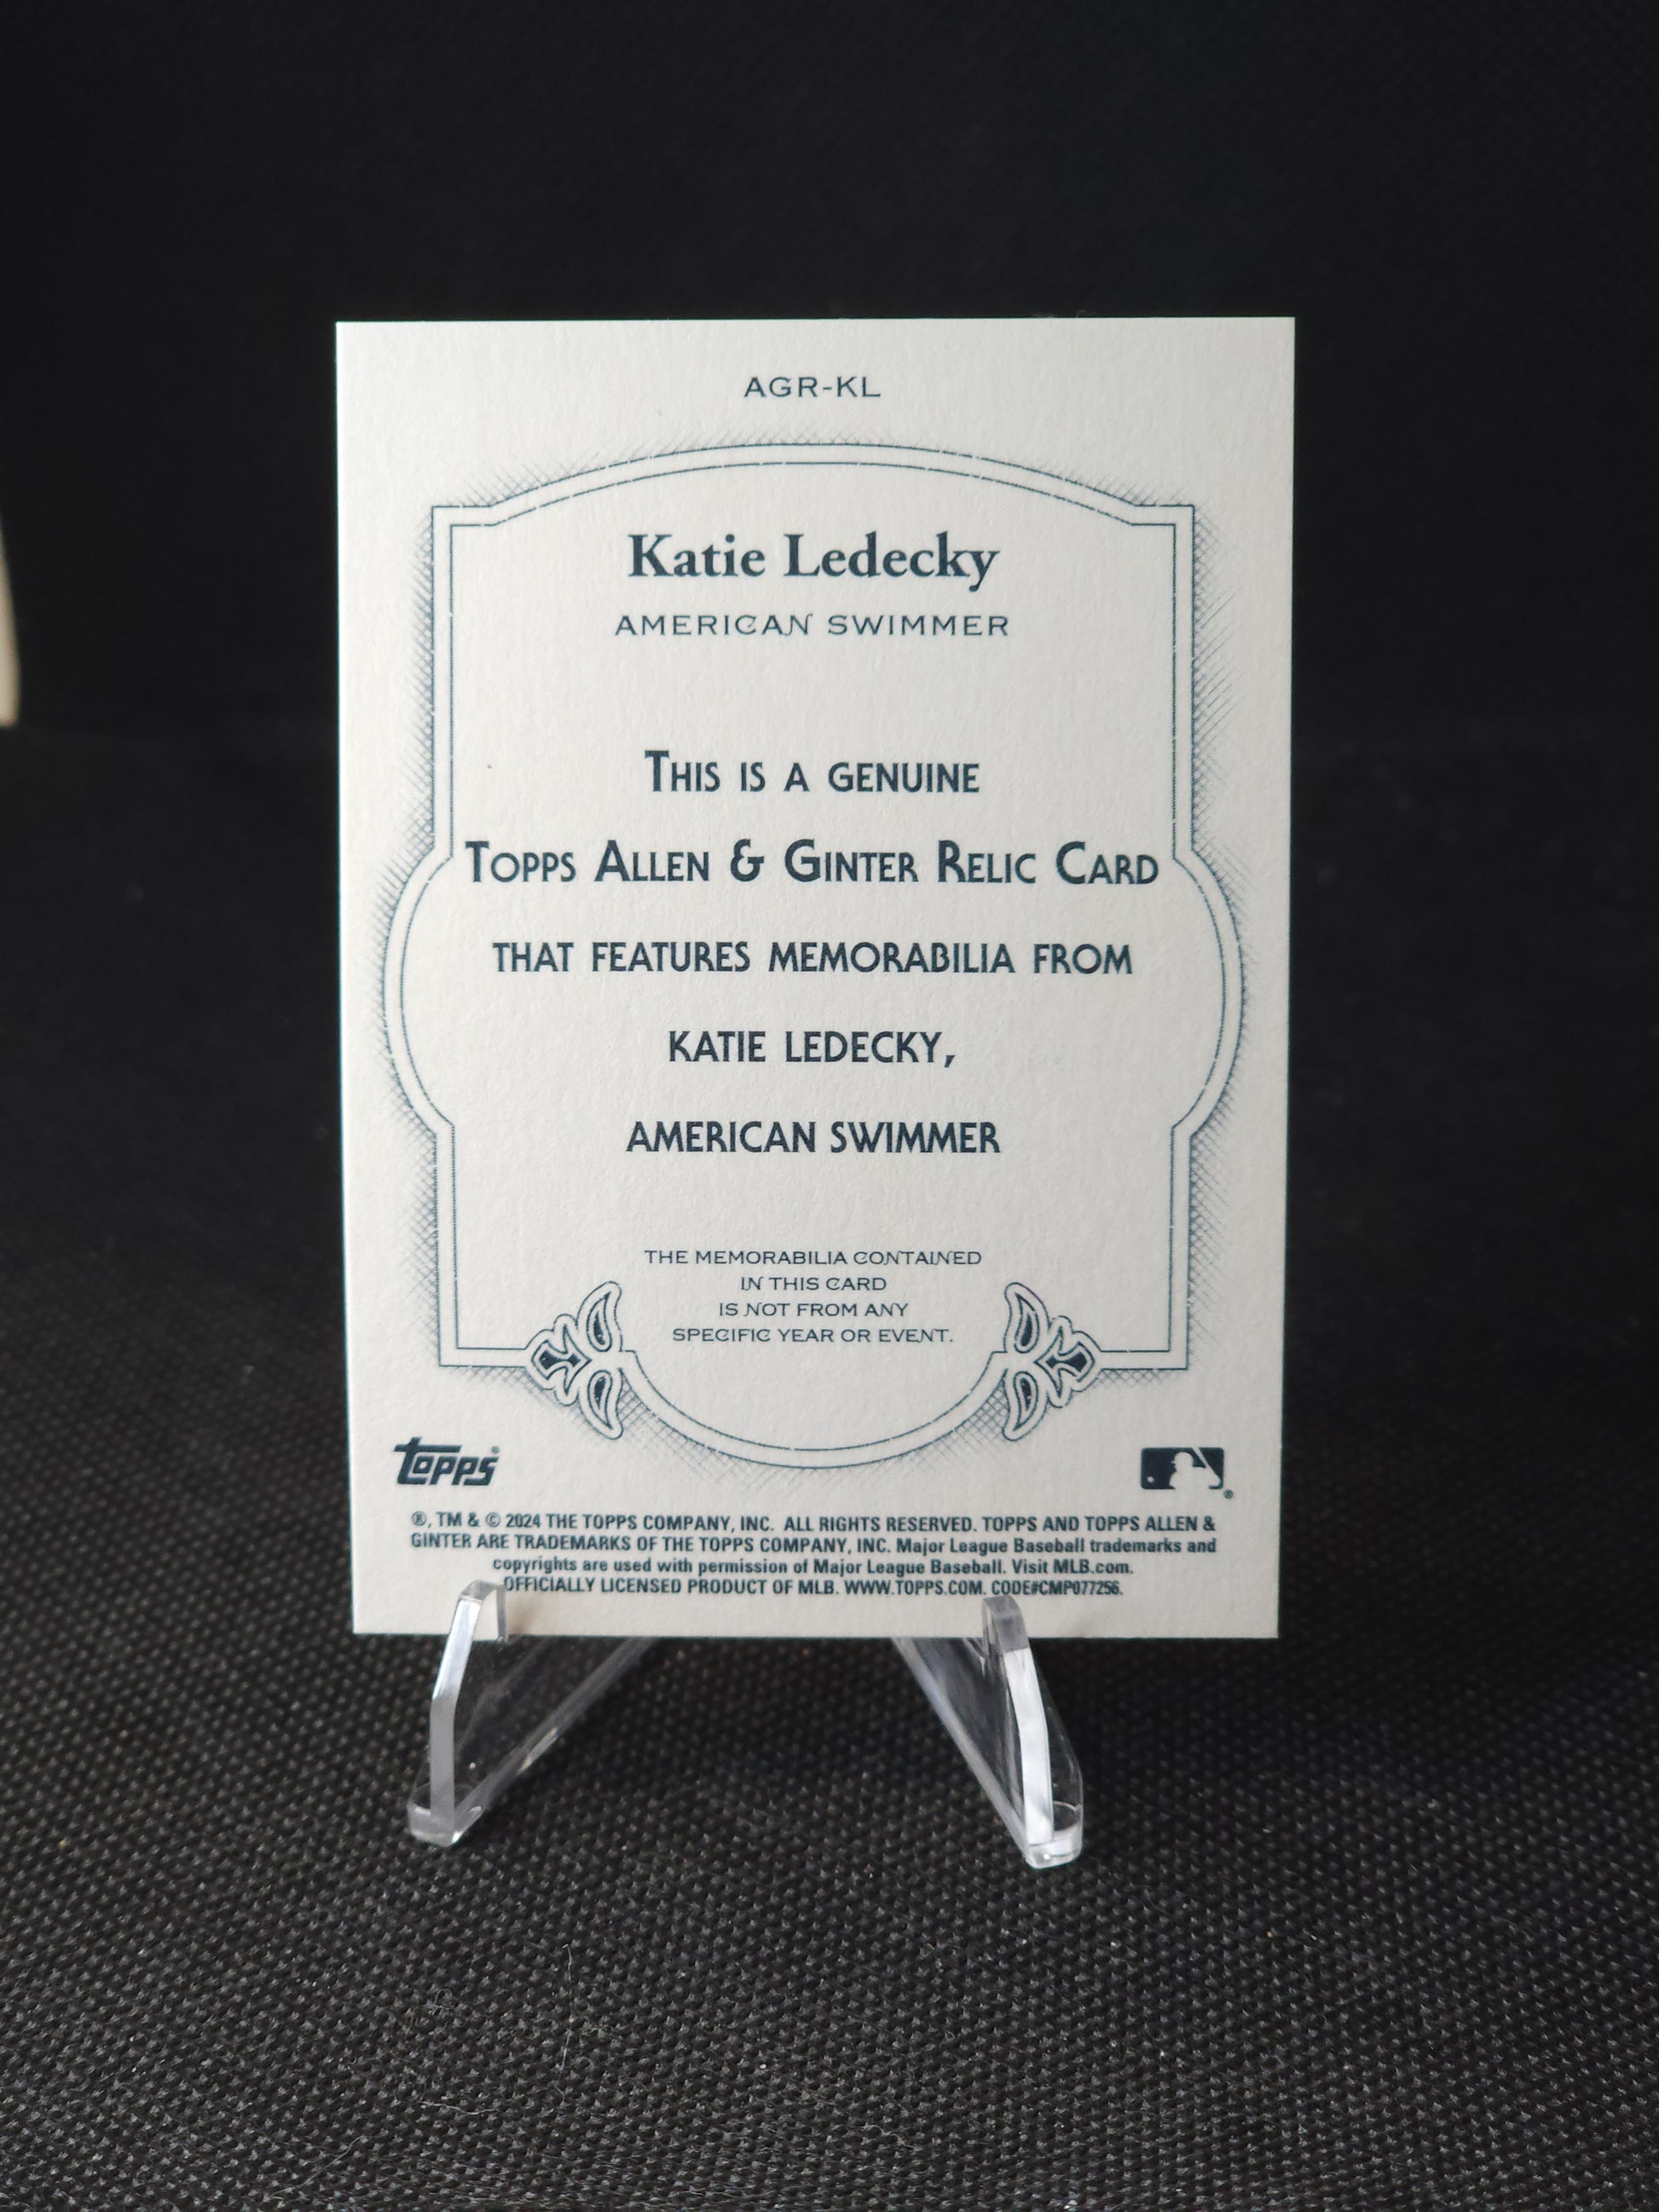 AGR-KL
Katie Ledecky
AMERICAN SWIMMER
THIS IS A GENUINE
TOPPS ALLEN & GINTER RELIC CARD
THAT FEATURES MEMORABILIA FROM
KATIE LEDECKY,
AMERICAN SWIMMER
THE MEMORABILIA CONTAINED
IN THIS CARD
IS NOT FROM ANY
SPECIFIC YEAR OR EVENT.
Topps®
®
®, TM & © 2024 THE TOPPS COMPANY, INC. ALL RIGHTS RESERVED. TOPPS AND TOPPS ALLEN &
GINTER ARE TRADEMARKS OF THE TOPPS COMPANY, INC. Major League Baseball trademarks and
copyrights are used with permission of Major League Baseball. Visit MLB.com.
OFFICIALLY LICENSED PRODUCT OF MLB. WWW.TOPPS.COM. CODE#CMP077256.